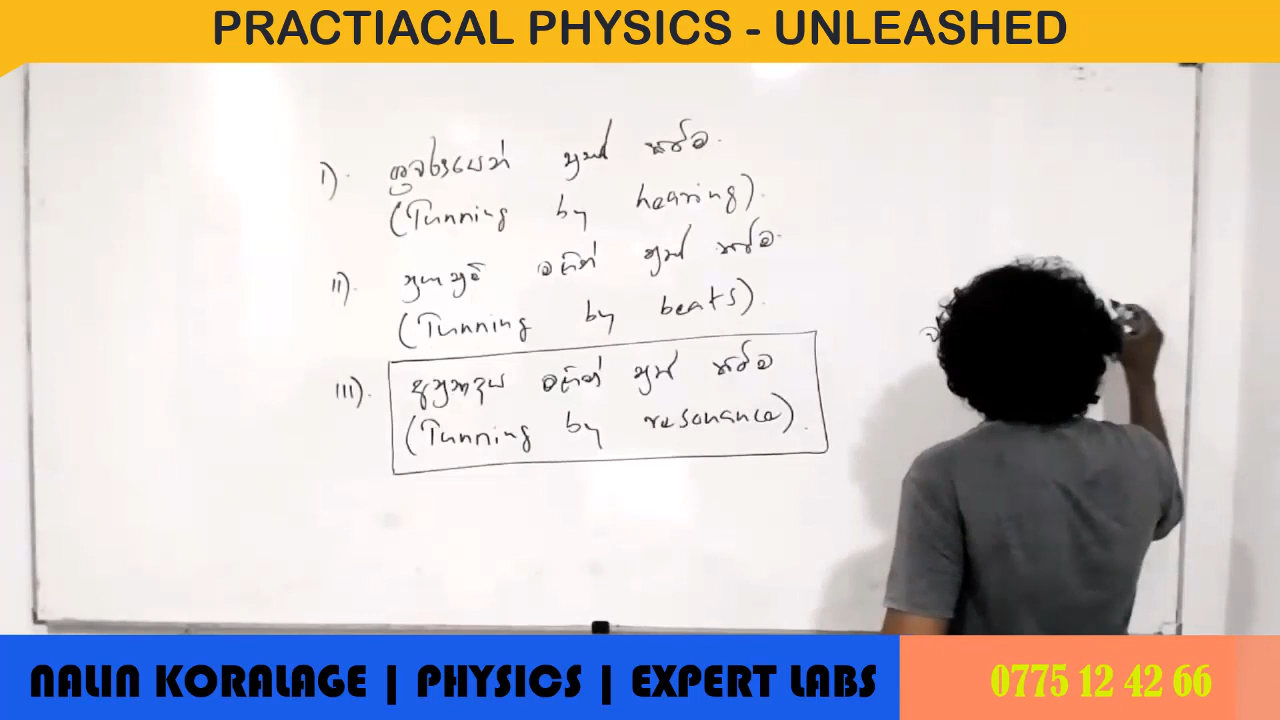 PRACTIACAL PHYSICS - UNLEASHED
I). ශ්‍රවණයෙන් සුසර් කිරීම.
(Tunning by hearing).
II). නුගැසුම් මගින් සුසර් කිරීම.
(Tunning by beats).
III). අනුනාදය මගින් සුසර් කිරීම
(Tunning by resonance).
NALIN KORALAGE | PHYSICS | EXPERT LABS
0775 12 42 66